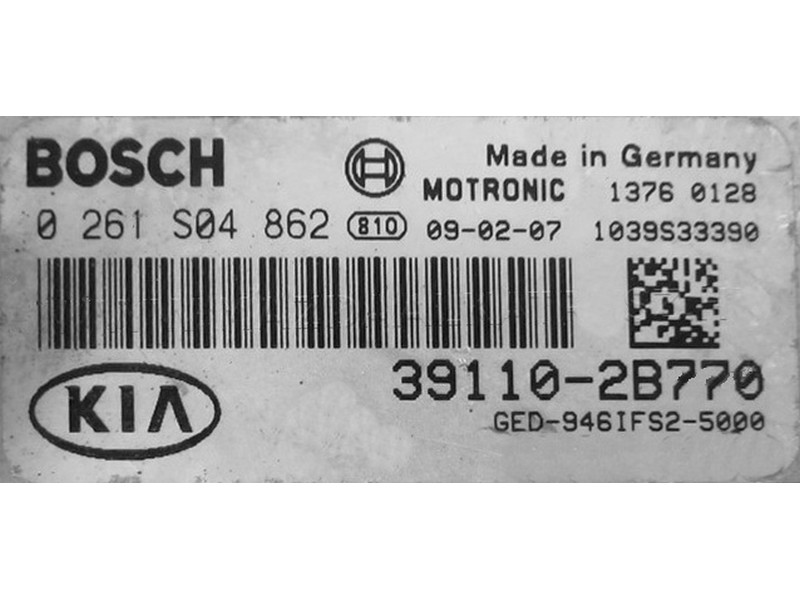 BOSCH Made in Germany
MOTRONIC 1376 0128
0 261 S04 862 810 09-02-07 1039S33390
39110-2B770
KIA
GED-946IFS2-5000